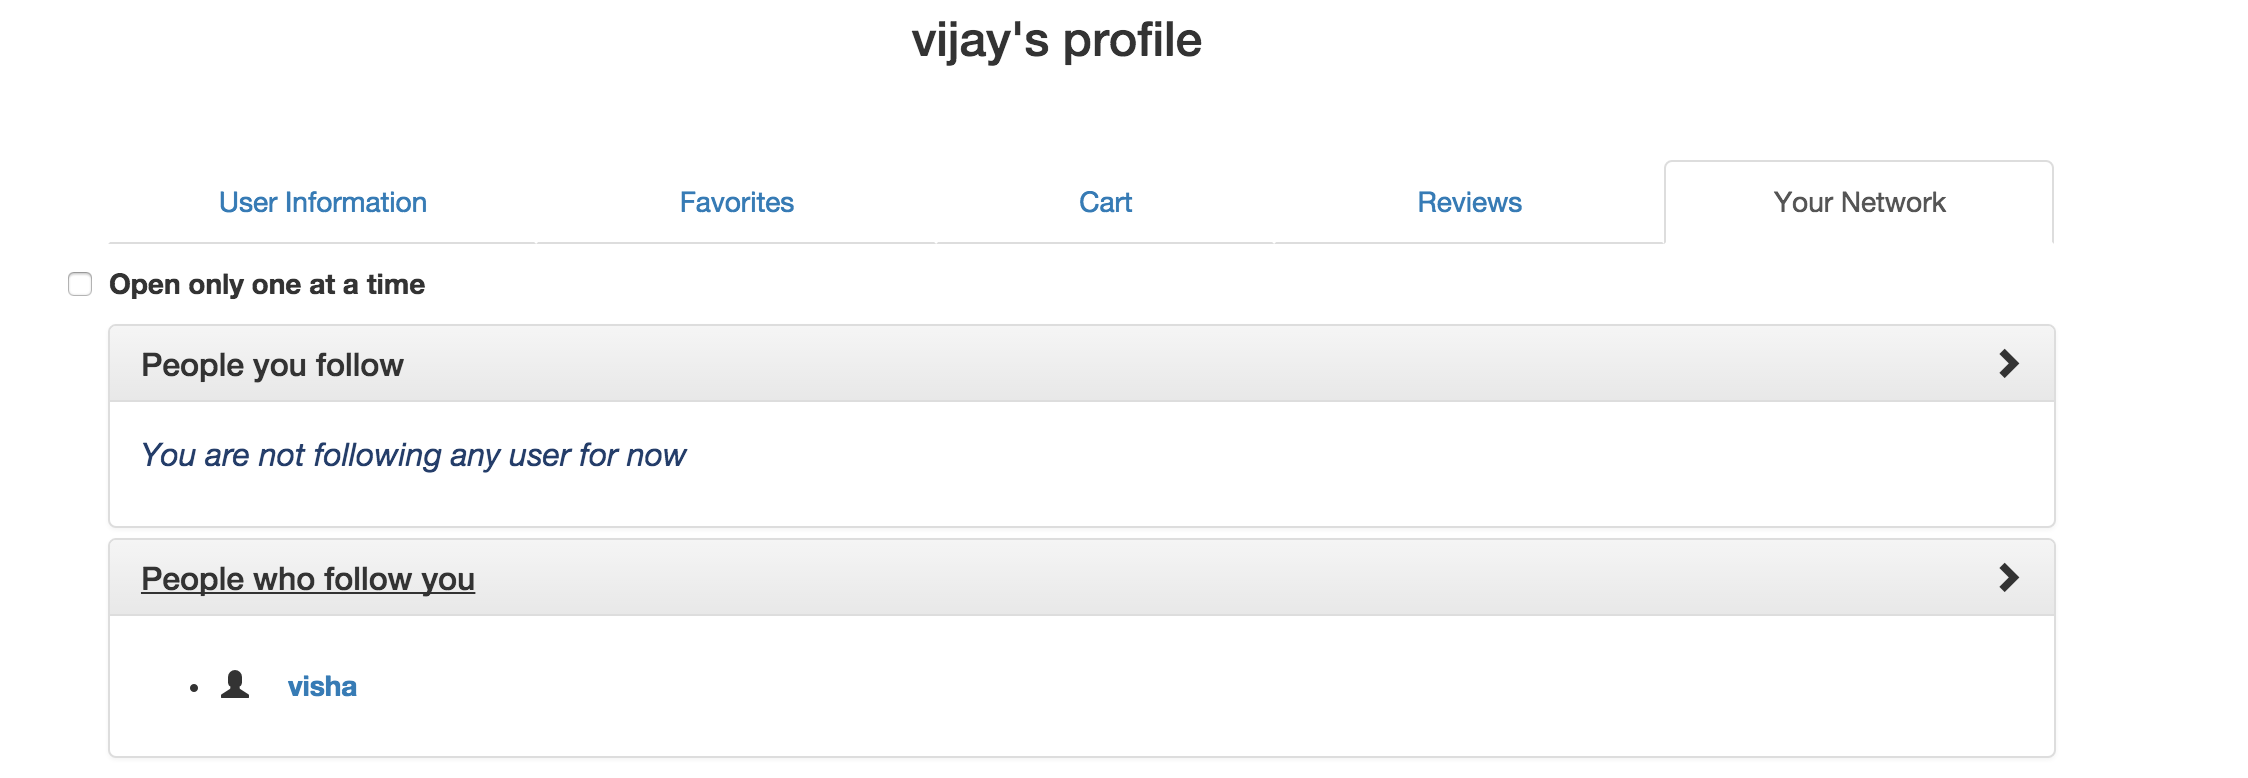 vijay's profile
User Information
Favorites
Cart
Reviews
Your Network
Open only one at a time
People you follow
You are not following any user for now
People who follow you
visha